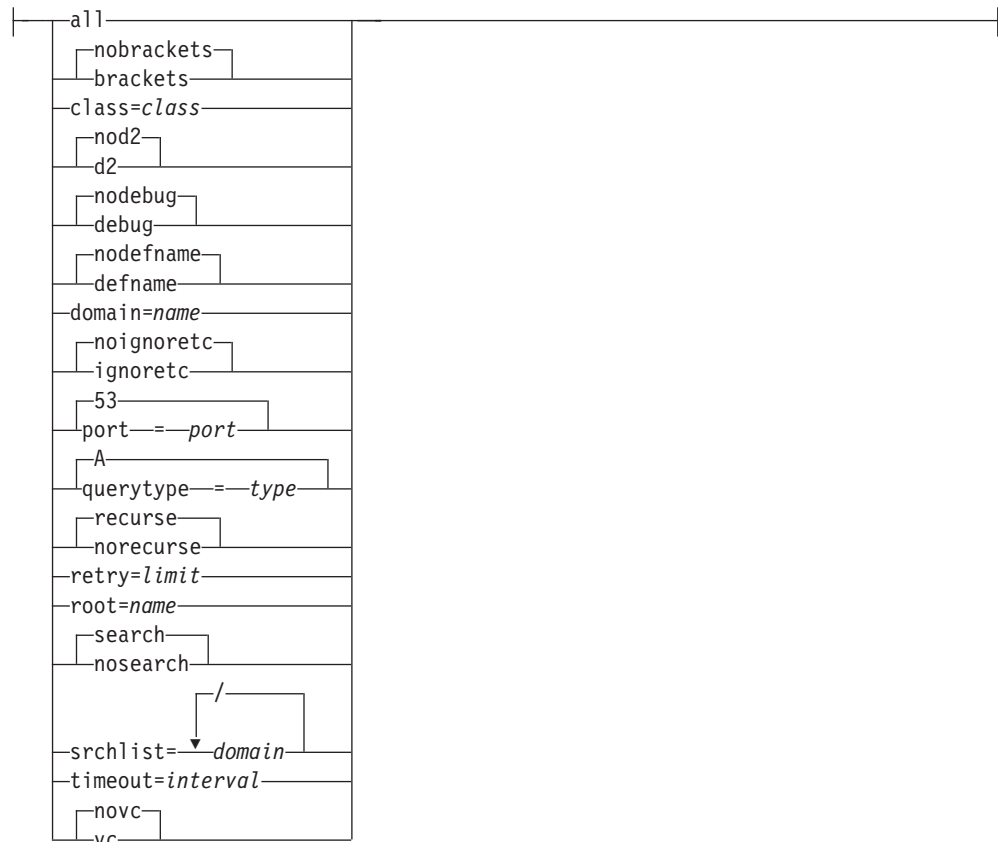 all
nobrackets
brackets
class=class
nod2
d2
nodebug
debug
nodefname
defname
domain=name
noignoretc
ignoretc
53
port = port
A
querytype = type
recurse
norecurse
retry=limit
root=name
search
nosearch
/
srchlist= domain
timeout=interval
novc
vc